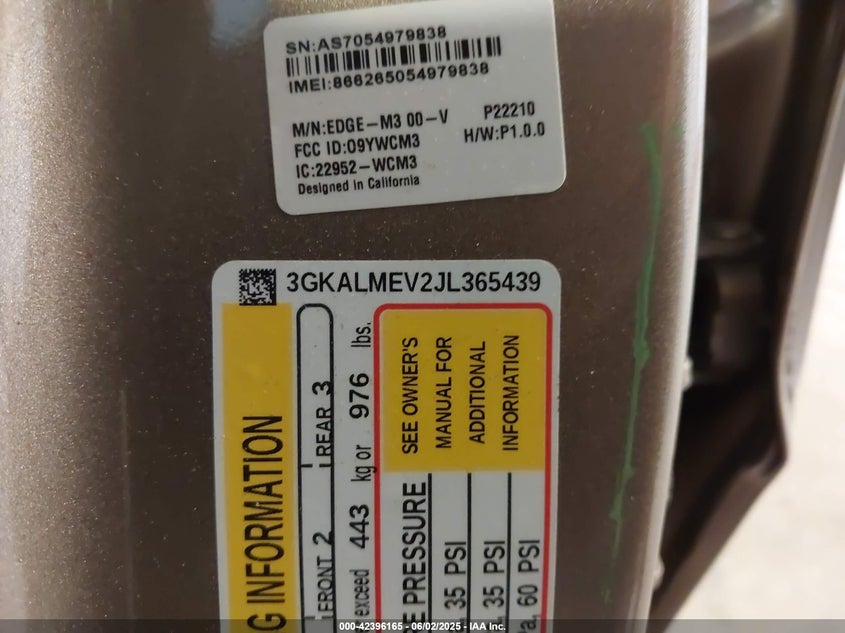 SN:AS7054979838
IMEI:866265054979838
M/N:EDGE-M3 00-V P22210
FCC ID:O9YWCM3 H/W:P1.0.0
IC:22952-WCM3
Designed in California
3GKALMEV2JL365439
G INFORMATION
FRONT 2 REAR 3
exceed 443 kg or 976 lbs.
SEE OWNER'S
MANUAL FOR
ADDITIONAL
INFORMATION
E PRESSURE
35 PSI
35 PSI
60 PSI
000-42396165 - 06/02/2025 - IAA Inc.